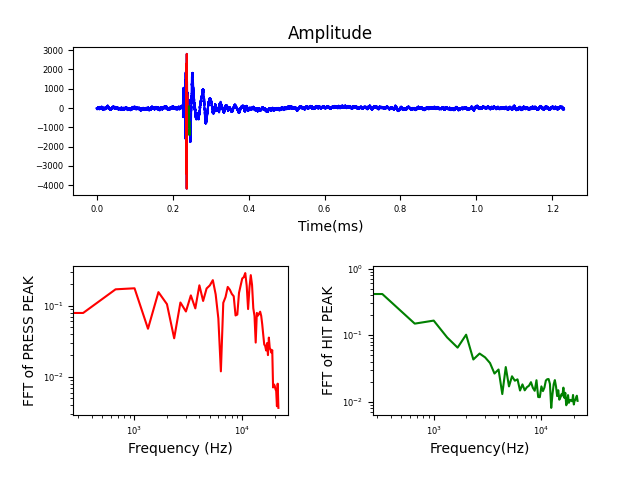 Amplitude
3000
2000
1000
0
−1000
−2000
−3000
−4000
0.0 0.2 0.4 0.6 0.8 1.0 1.2
Time(ms)
FFT of PRESS PEAK
10⁻¹
10⁻²
10³ 10⁴
Frequency (Hz)
FFT of HIT PEAK
10⁰
10⁻¹
10⁻²
10³ 10⁴
Frequency(Hz)